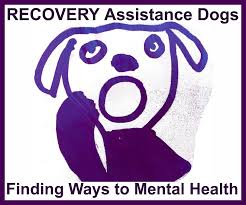 RECOVERY Assistance Dogs
Finding Ways to Mental Health